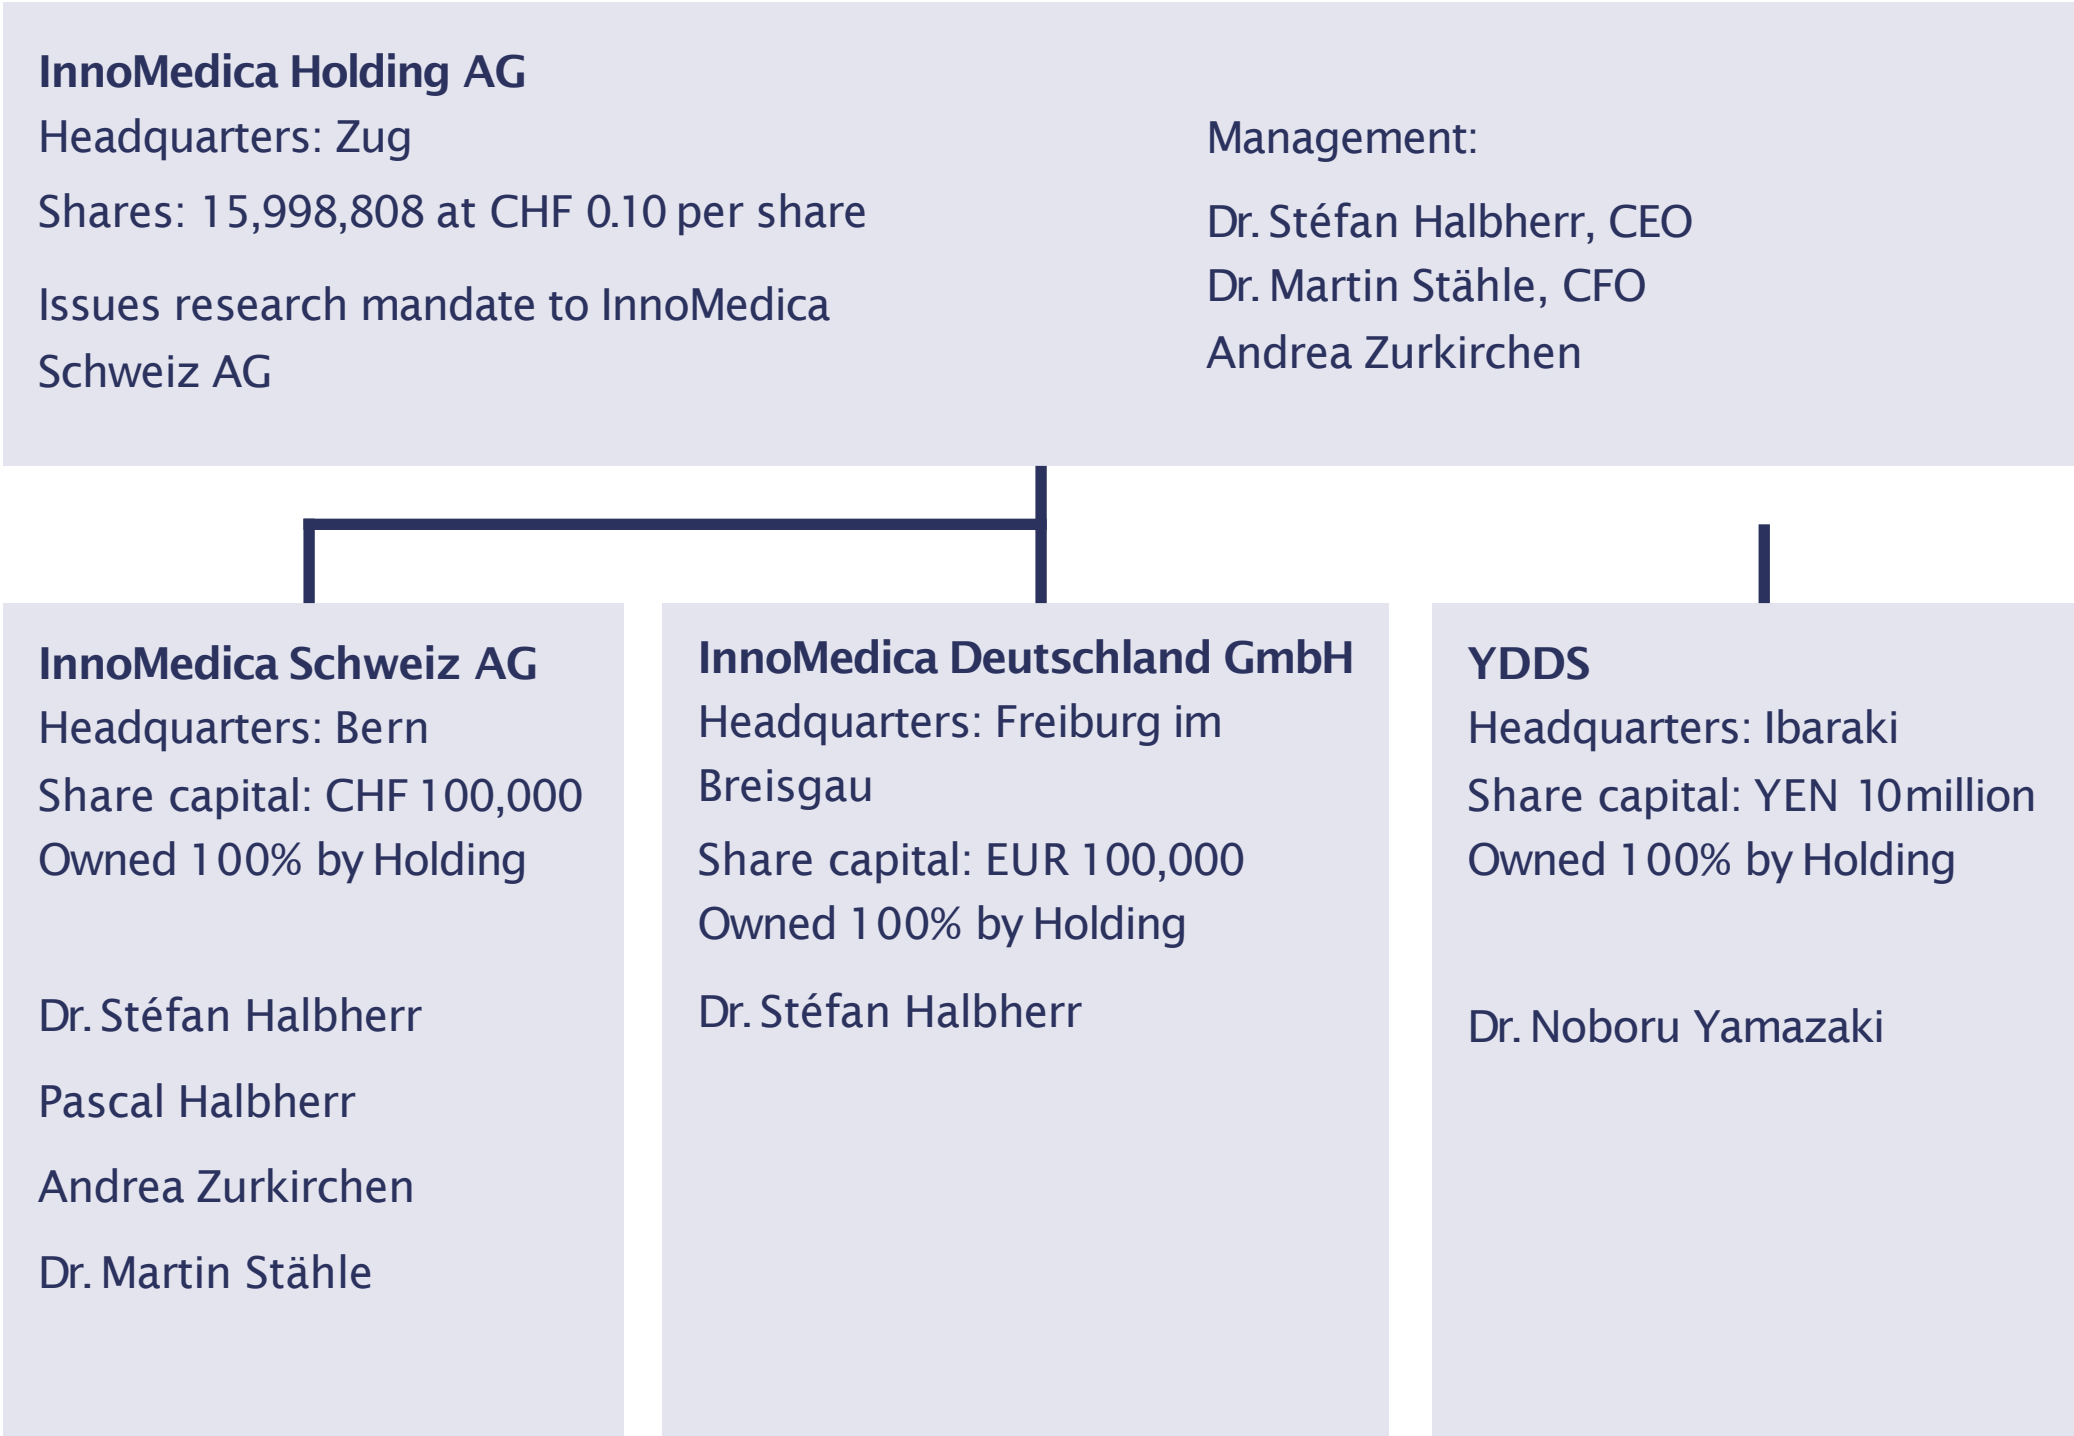 InnoMedica Holding AG
Headquarters: Zug
Shares: 15,998,808 at CHF 0.10 per share
Issues research mandate to InnoMedica
Schweiz AG
Management:
Dr. Stéfan Halbherr, CEO
Dr. Martin Stähle, CFO
Andrea Zurkirchen
InnoMedica Schweiz AG
Headquarters: Bern
Share capital: CHF 100,000
Owned 100% by Holding
Dr. Stéfan Halbherr
Pascal Halbherr
Andrea Zurkirchen
Dr. Martin Stähle
InnoMedica Deutschland GmbH
Headquarters: Freiburg im
Breisgau
Share capital: EUR 100,000
Owned 100% by Holding
Dr. Stéfan Halbherr
YDDS
Headquarters: Ibaraki
Share capital: YEN 10million
Owned 100% by Holding
Dr. Noboru Yamazaki